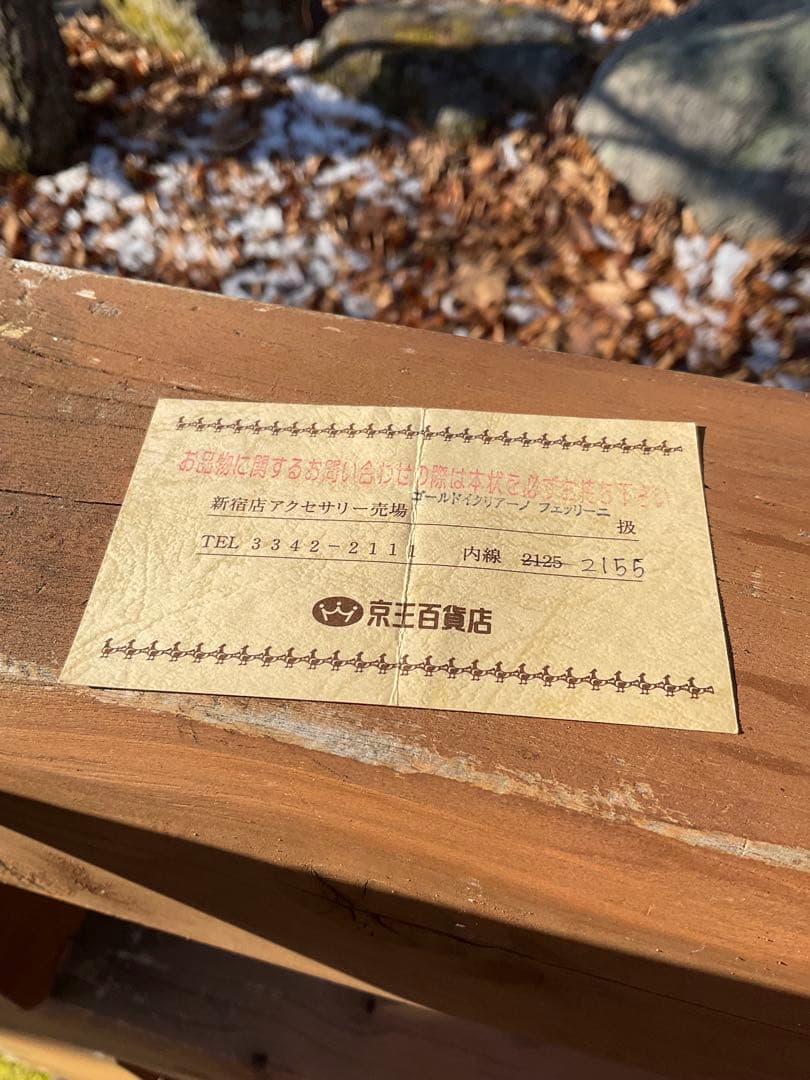 お品物に関するお問い合わせの際は本状を必ずお持ち下さい
ゴールドイクリアーノ フェッリーニ
新宿店アクセサリー売場 扱
TEL 3342-2111 内線 2125 2155
京王百貨店